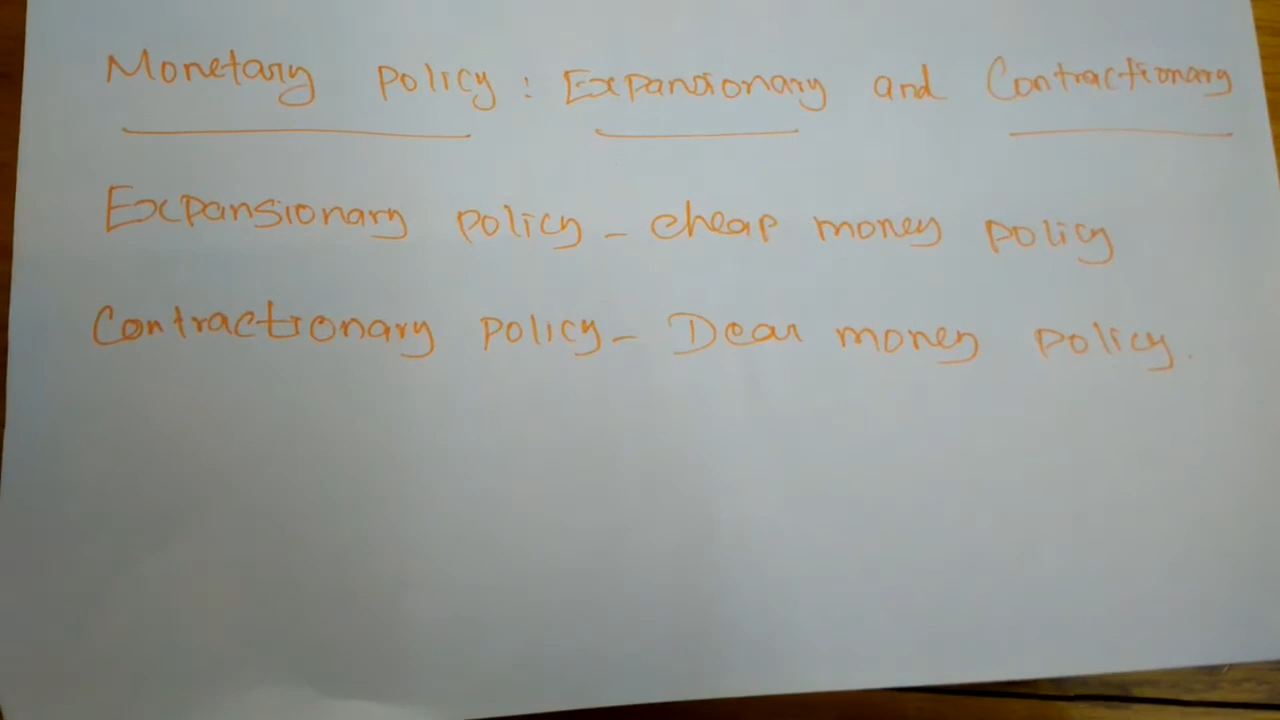 Monetary policy : Expansionary and Contractionary
Expansionary policy - cheap money policy
Contractionary policy - Dear money policy.